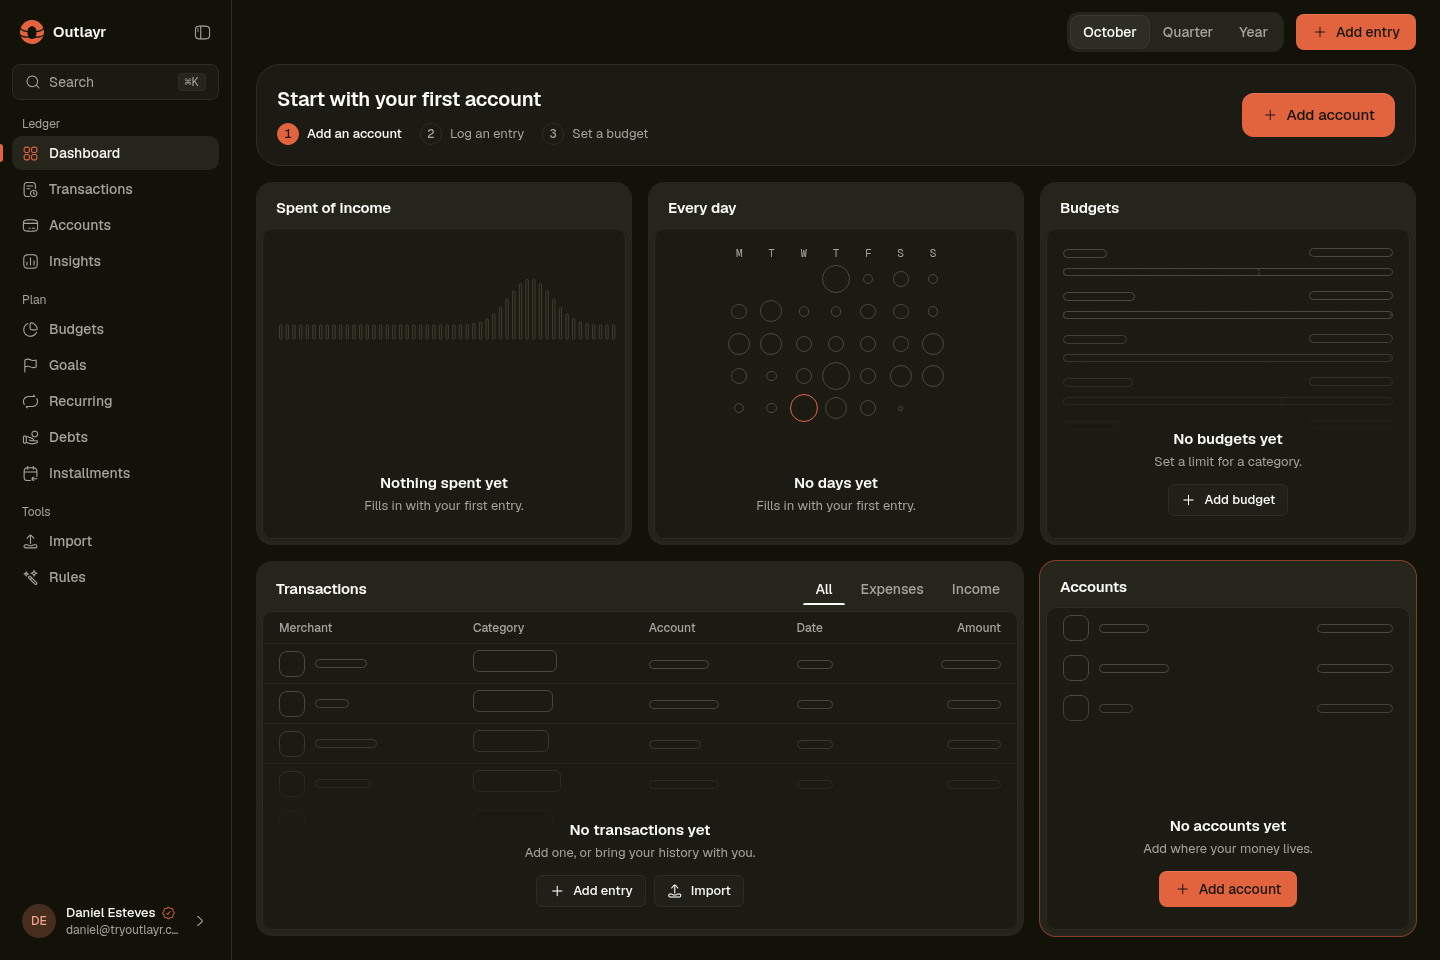 Outlayr
Search ⌘K
Ledger
Dashboard
Transactions
Accounts
Insights
Plan
Budgets
Goals
Recurring
Debts
Installments
Tools
Import
Rules
DE
Daniel Esteves
daniel@tryoutlayr.c...
October Quarter Year
Add entry
Start with your first account
1 Add an account 2 Log an entry 3 Set a budget
Add account
Spent of income
Nothing spent yet
Fills in with your first entry.
Every day
M T W T F S S
No days yet
Fills in with your first entry.
Budgets
No budgets yet
Set a limit for a category.
Add budget
Transactions
All Expenses Income
Merchant Category Account Date Amount
No transactions yet
Add one, or bring your history with you.
Add entry Import
Accounts
No accounts yet
Add where your money lives.
Add account